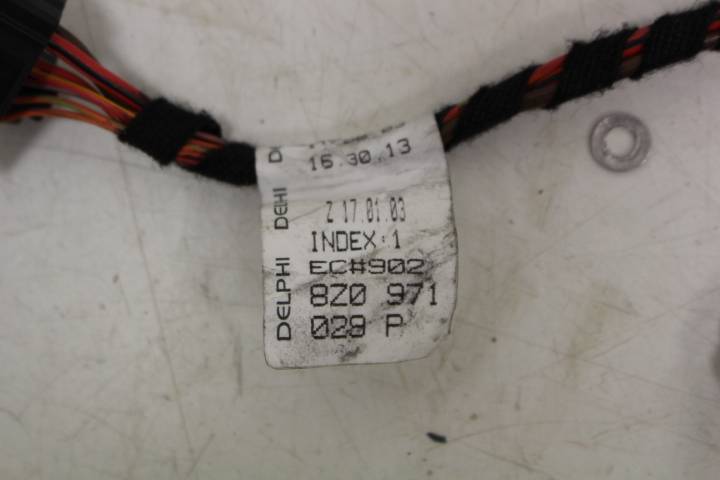 16.30.13
Z 17.01.03
INDEX:1
EC#902
8Z0 971
029 P
DELPHI
DEHI